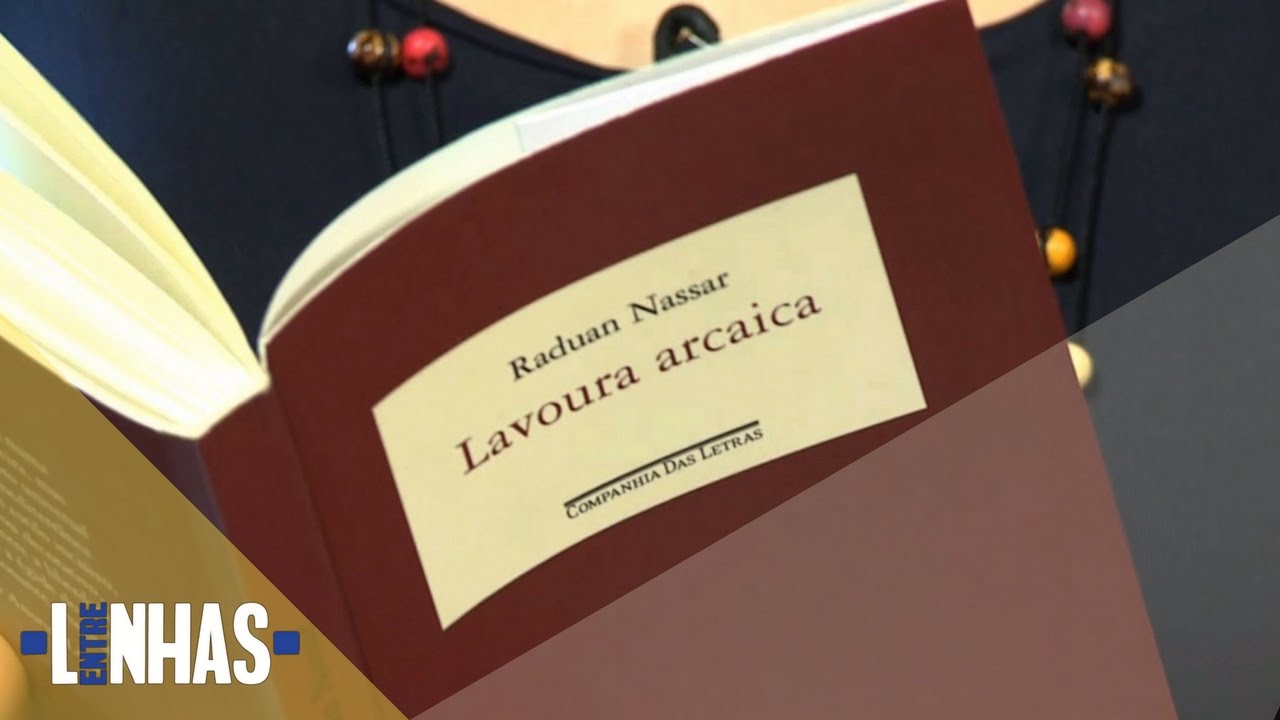 Raduan Nassar
Lavoura arcaica
COMPANHIA DAS LETRAS
ENTRE
LINHAS